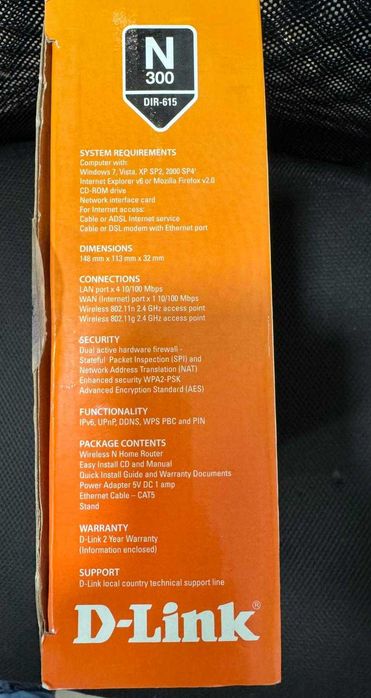 N
300
DIR-615
SYSTEM REQUIREMENTS
Computer with:
Windows 7, Vista, XP SP2, 2000 SP4*
Internet Explorer v6 or Mozilla Firefox v2.0
CD-ROM drive
Network interface card
For Internet access:
Cable or ADSL Internet service
Cable or DSL modem with Ethernet port
DIMENSIONS
148 mm x 113 mm x 32 mm
CONNECTIONS
LAN port x 4 10/100 Mbps
WAN (Internet) port x 1 10/100 Mbps
Wireless 802.11n 2.4 GHz access point
Wireless 802.11g 2.4 GHz access point
SECURITY
Dual active hardware firewall -
Stateful Packet Inspection (SPI) and
Network Address Translation (NAT)
Enhanced security WPA2-PSK
Advanced Encryption Standard (AES)
FUNCTIONALITY
IPv6, UPnP, DDNS, WPS PBC and PIN
PACKAGE CONTENTS
Wireless N Home Router
Easy Install CD and Manual
Quick Install Guide and Warranty Documents
Power Adapter 5V DC 1 amp
Ethernet Cable – CAT5
Stand
WARRANTY
D-Link 2 Year Warranty
(Information enclosed)
SUPPORT
D-Link local country technical support line
D-Link®